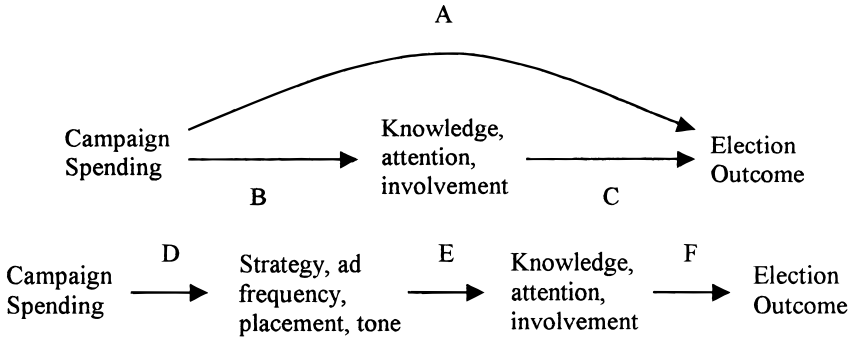 A
Campaign
Spending
Knowledge,
attention,
involvement
Election
Outcome
B
C
D
E
F
Campaign
Spending
Strategy, ad
frequency,
placement, tone
Knowledge,
attention,
involvement
Election
Outcome